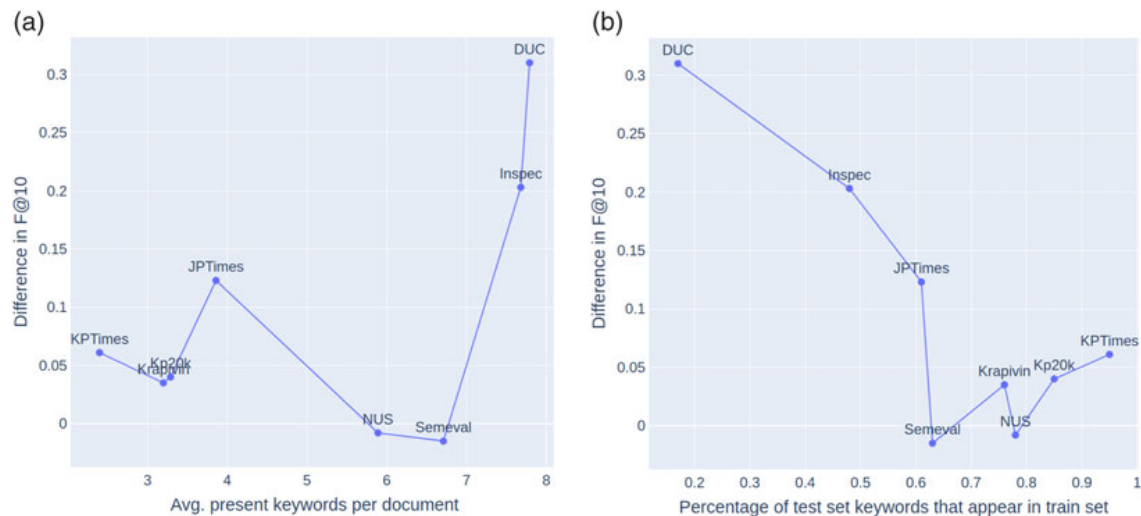 (a)
DUC
0.3
0.25
Inspec
0.2
0.15
JPTimes
0.1
KPTimes
Kp20k
Krapivin
0.05
NUS
Semeval
0
3
4
5
6
7
8
Avg. present keywords per document
Difference in F@10
(b)
DUC
0.3
0.25
Inspec
0.2
0.15
JPTimes
0.1
KPTimes
Kp20k
Krapivin
0.05
NUS
Semeval
0
0.2
0.3
0.4
0.5
0.6
0.7
0.8
0.9
1
Percentage of test set keywords that appear in train set
Difference in F@10